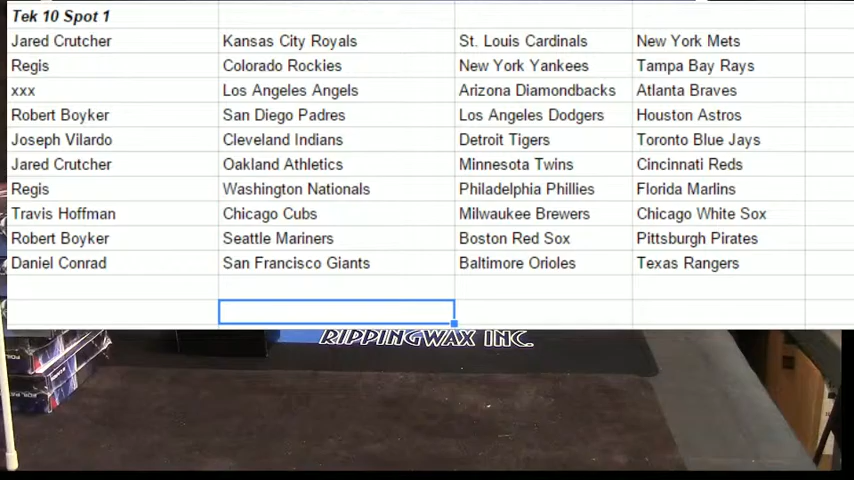 Tek 10 Spot 1
Jared Crutcher Kansas City Royals St. Louis Cardinals New York Mets
Regis Colorado Rockies New York Yankees Tampa Bay Rays
xxx Los Angeles Angels Arizona Diamondbacks Atlanta Braves
Robert Boyker San Diego Padres Los Angeles Dodgers Houston Astros
Joseph Vilardo Cleveland Indians Detroit Tigers Toronto Blue Jays
Jared Crutcher Oakland Athletics Minnesota Twins Cincinnati Reds
Regis Washington Nationals Philadelphia Phillies Florida Marlins
Travis Hoffman Chicago Cubs Milwaukee Brewers Chicago White Sox
Robert Boyker Seattle Mariners Boston Red Sox Pittsburgh Pirates
Daniel Conrad San Francisco Giants Baltimore Orioles Texas Rangers
RIPPINGWAX INC.